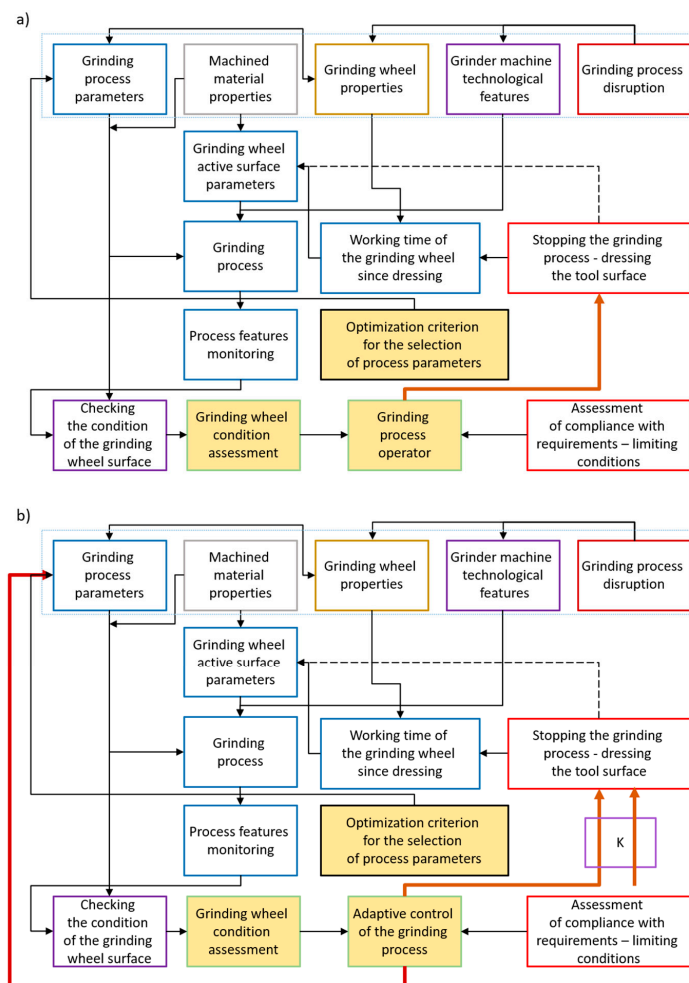 a)
Grinding
process
parameters
Machined
material
properties
Grinding wheel
properties
Grinder machine
technological
features
Grinding process
disruption
Grinding wheel
active surface
parameters
Grinding
process
Working time of
the grinding wheel
since dressing
Stopping the grinding
process - dressing
the tool surface
Process features
monitoring
Optimization criterion
for the selection
of process parameters
Checking
the condition
of the grinding
wheel surface
Grinding wheel
condition
assessment
Grinding
process
operator
Assessment
of compliance with
requirements – limiting
conditions
b)
Grinding
process
parameters
Machined
material
properties
Grinding wheel
properties
Grinder machine
technological
features
Grinding process
disruption
Grinding wheel
active surface
parameters
Grinding
process
Working time of
the grinding wheel
since dressing
Stopping the grinding
process - dressing
the tool surface
Process features
monitoring
Optimization criterion
for the selection
of process parameters
K
Checking
the condition
of the grinding
wheel surface
Grinding wheel
condition
assessment
Adaptive control
of the grinding
process
Assessment
of compliance with
requirements – limiting
conditions